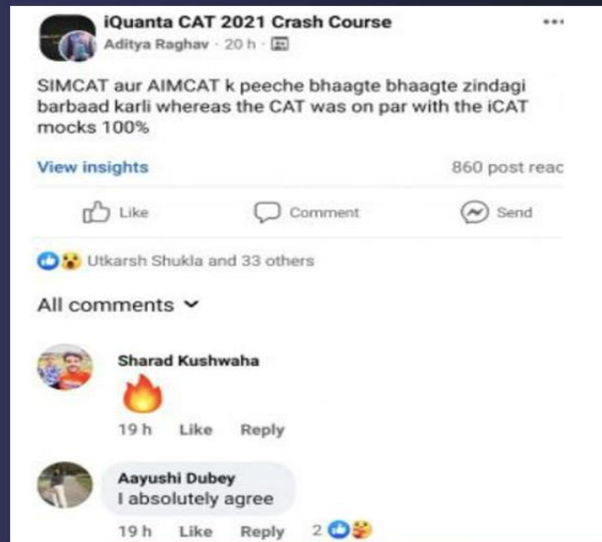 iQuanta CAT 2021 Crash Course
Aditya Raghav · 20 h ·
SIMCAT aur AIMCAT k peeche bhaagte bhaagte zindagi
barbaad karli whereas the CAT was on par with the iCAT
mocks 100%
View insights 860 post reac
Like Comment Send
Utkarsh Shukla and 33 others
All comments
Sharad Kushwaha
19 h Like Reply
Aayushi Dubey
I absolutely agree
19 h Like Reply 2